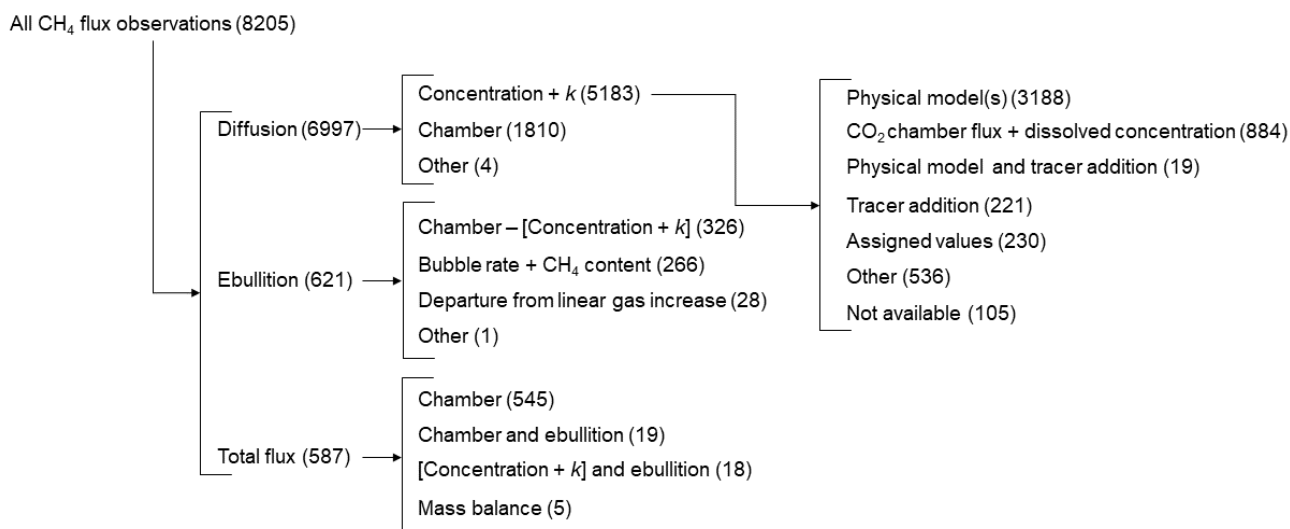 All CH₄ flux observations (8205)
Diffusion (6997)
Concentration + k (5183)
Chamber (1810)
Other (4)
Physical model(s) (3188)
CO₂ chamber flux + dissolved concentration (884)
Physical model and tracer addition (19)
Tracer addition (221)
Assigned values (230)
Other (536)
Not available (105)
Ebullition (621)
Chamber – [Concentration + k] (326)
Bubble rate + CH₄ content (266)
Departure from linear gas increase (28)
Other (1)
Total flux (587)
Chamber (545)
Chamber and ebullition (19)
[Concentration + k] and ebullition (18)
Mass balance (5)